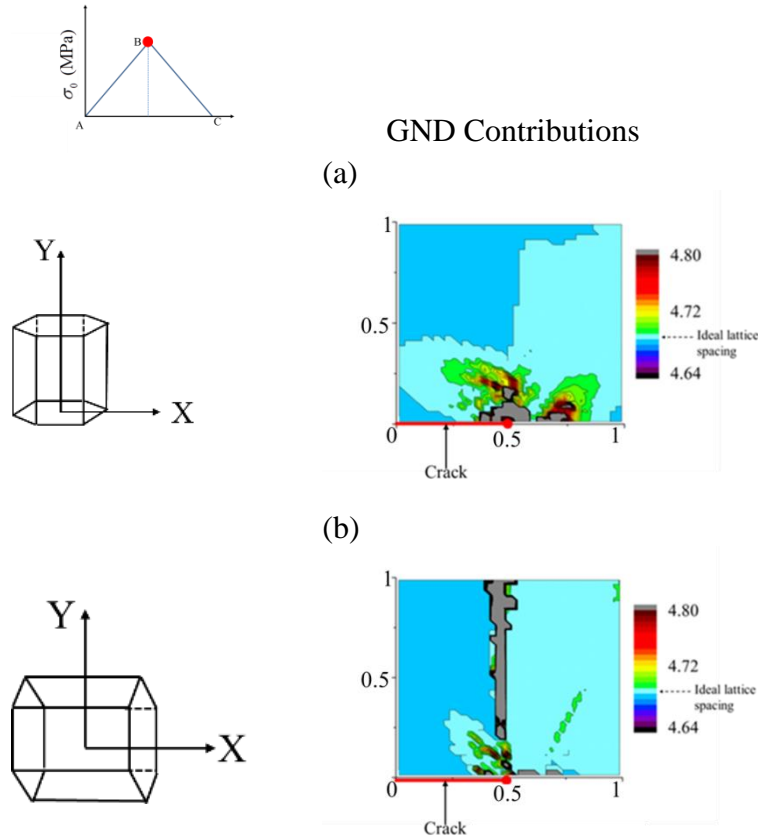 σ₀ (MPa)
B
A
C
GND Contributions
(a)
Y
X
1
0.5
0
0.5
1
Crack
4.80
4.72
Ideal lattice
spacing
4.64
(b)
Y
X
1
0.5
0
0.5
1
Crack
4.80
4.72
Ideal lattice
spacing
4.64